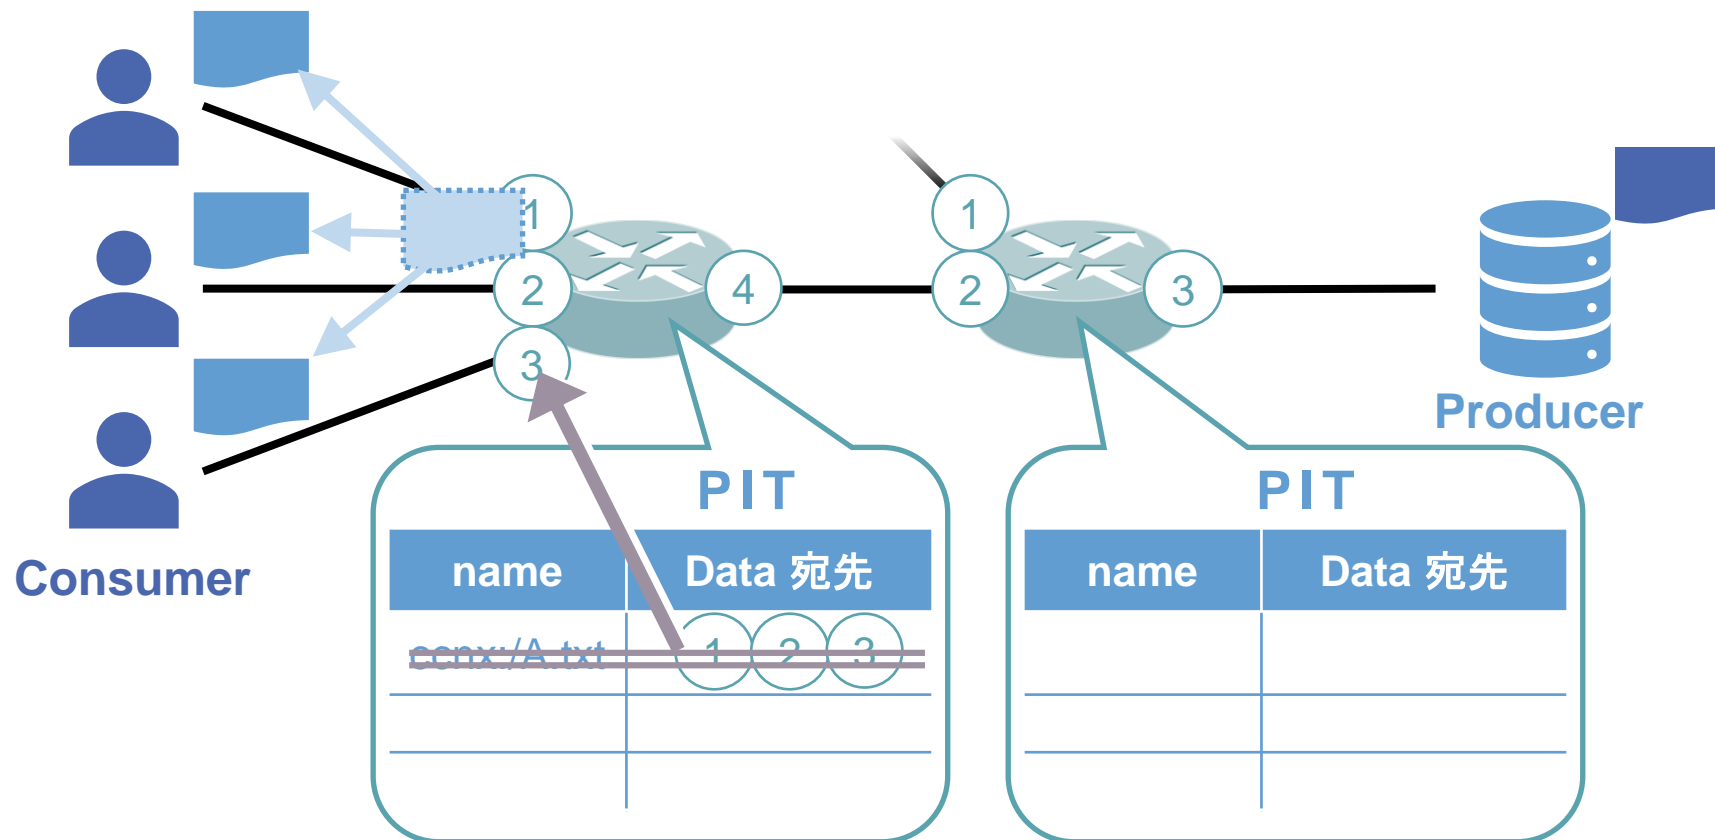 1
1
2
4
2
3
3
Producer
PIT
PIT
Consumer
name
Data 宛先
name
Data 宛先
ccnx:/A.txt
1
2
3